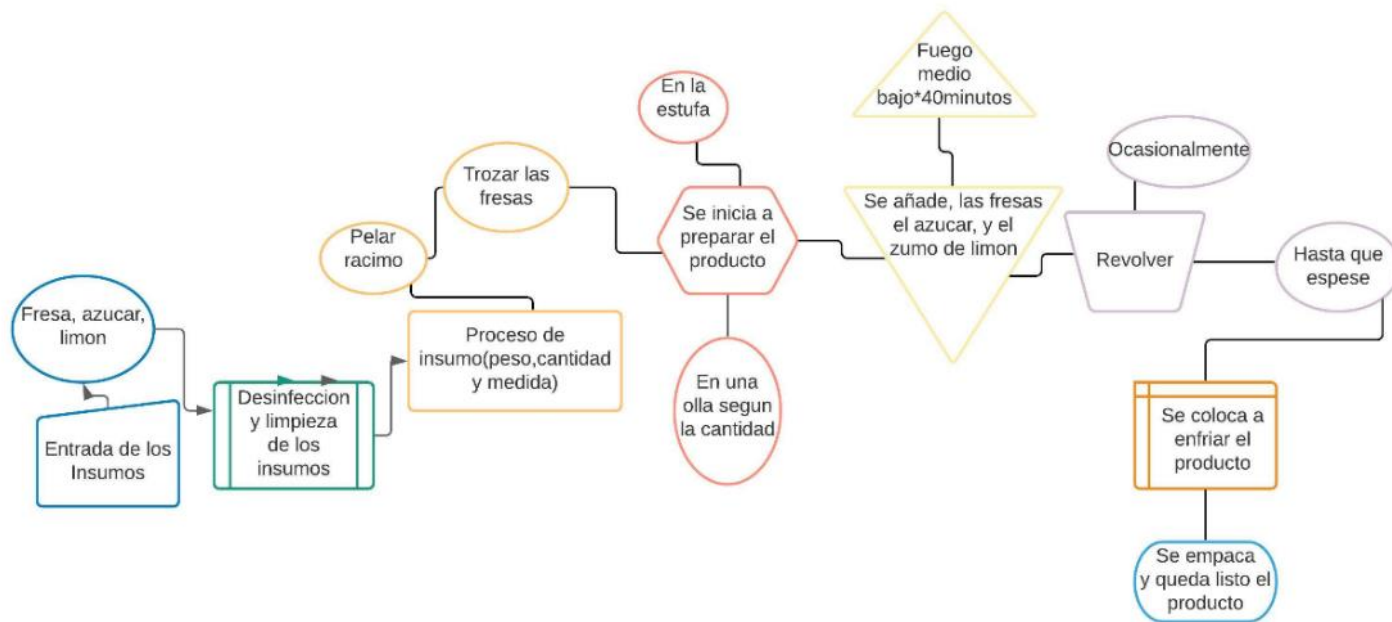 Entrada de los
Insumos
Fresa, azucar,
limon
Desinfeccion
y limpieza
de los
insumos
Proceso de
insumo(peso,cantidad
y medida)
Pelar
racimo
Trozar las
fresas
Se inicia a
preparar el
producto
En la
estufa
En una
olla segun
la cantidad
Se añade, las fresas
el azucar, y el
zumo de limon
Fuego
medio
bajo*40minutos
Revolver
Ocasionalmente
Hasta que
espese
Se coloca a
enfriar el
producto
Se empaca
y queda listo el
producto